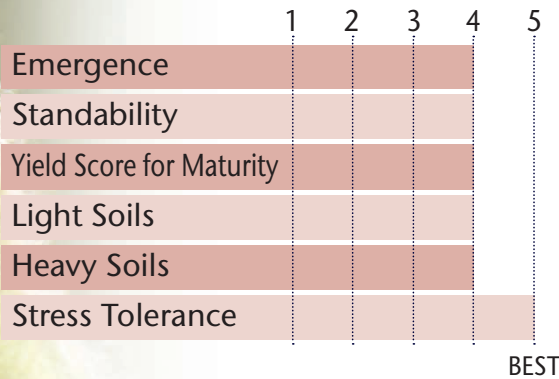 1 2 3 4 5
Emergence
Standability
Yield Score for Maturity
Light Soils
Heavy Soils
Stress Tolerance
BEST